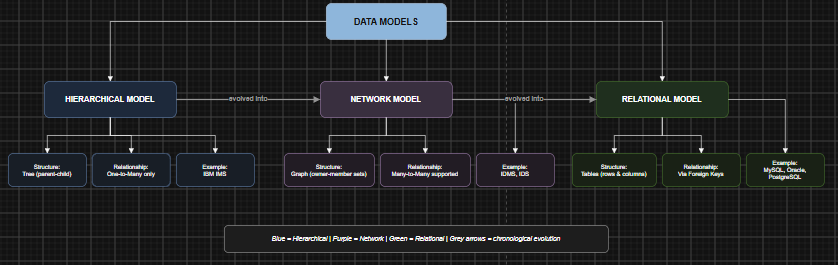 DATA MODELS
HIERARCHICAL MODEL
evolved into
NETWORK MODEL
evolved into
RELATIONAL MODEL
Structure:
Tree (parent-child)
Relationship:
One-to-Many only
Example:
IBM IMS
Structure:
Graph (owner-member sets)
Relationship:
Many-to-Many supported
Example:
IDMS, IDS
Structure:
Tables (rows & columns)
Relationship:
Via Foreign Keys
Example:
MySQL, Oracle,
PostgreSQL
Blue = Hierarchical | Purple = Network | Green = Relational | Grey arrows = chronological evolution